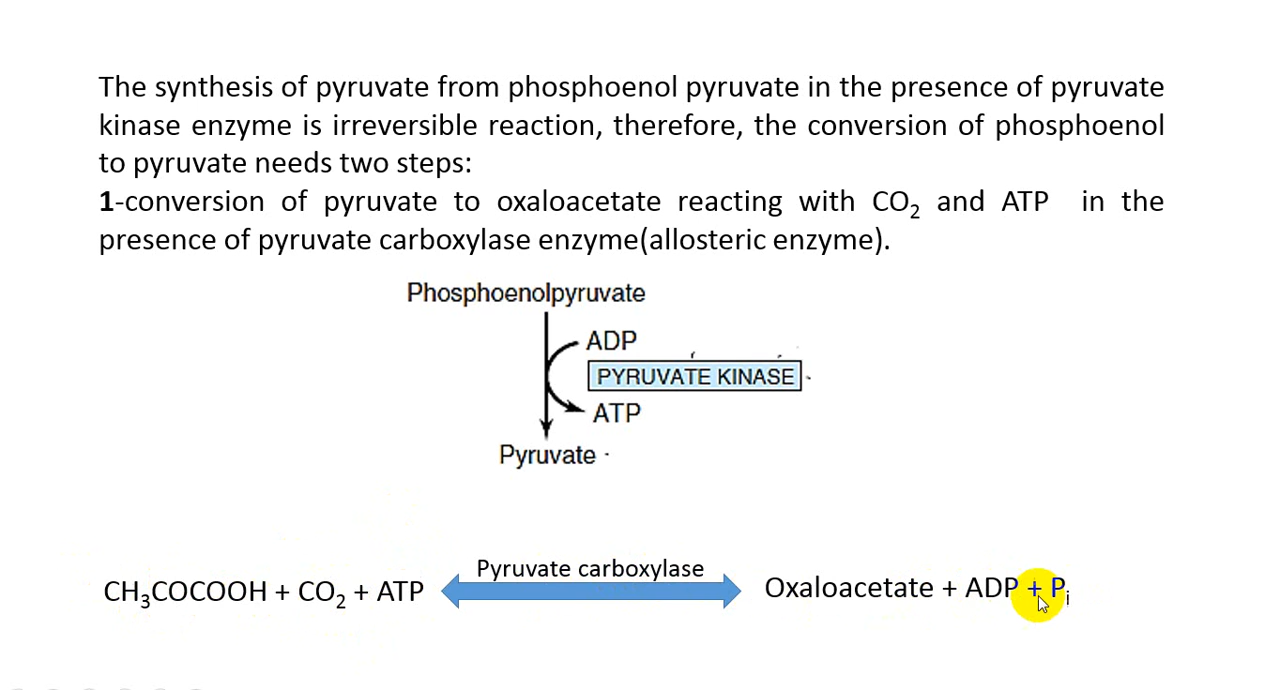 The synthesis of pyruvate from phosphoenol pyruvate in the presence of pyruvate
kinase enzyme is irreversible reaction, therefore, the conversion of phosphoenol
to pyruvate needs two steps:
1-conversion of pyruvate to oxaloacetate reacting with CO₂ and ATP in the
presence of pyruvate carboxylase enzyme(allosteric enzyme).
Phosphoenolpyruvate
ADP
PYRUVATE KINASE
ATP
Pyruvate
Pyruvate carboxylase
CH₃COCOOH + CO₂ + ATP
Oxaloacetate + ADP + Pᵢ